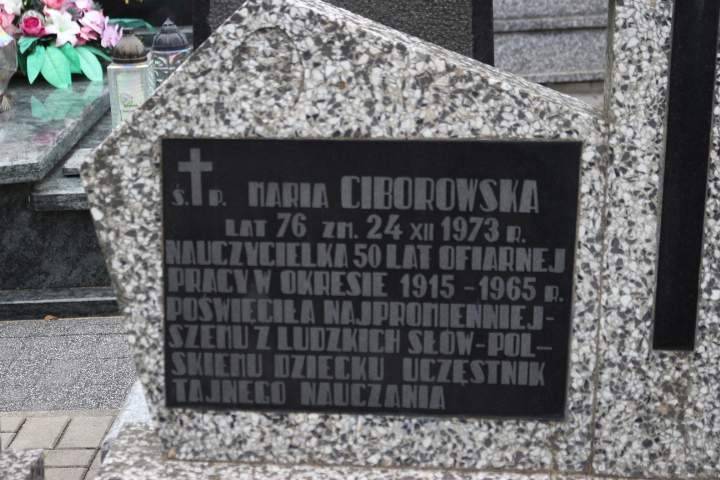 Ś. P. MARIA CIBOROWSKA
LAT 76 ZM. 24 XII 1973 R.
NAUCZYCIELKA 50 LAT OFIARNEJ
PRACY W OKRESIE 1915 - 1965 R.
POŚWIĘCIŁA NAJPROMIENNIEJ-
SZEMU Z LUDZKICH SŁÓW-POL-
SKIEMU DZIECKU UCZĘSTNIK
TAJNEGO NAUCZANIA